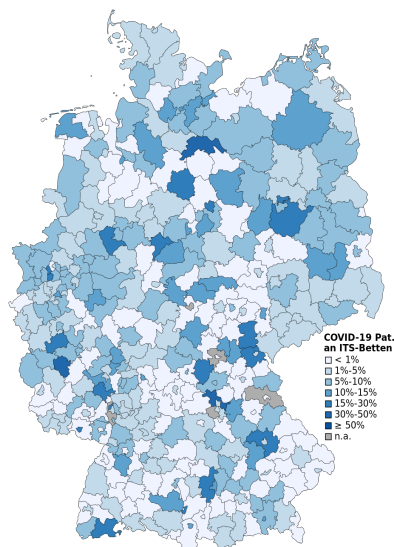 COVID-19 Pat.
an ITS-Betten
< 1%
1%-5%
5%-10%
10%-15%
15%-30%
30%-50%
≥ 50%
n.a.